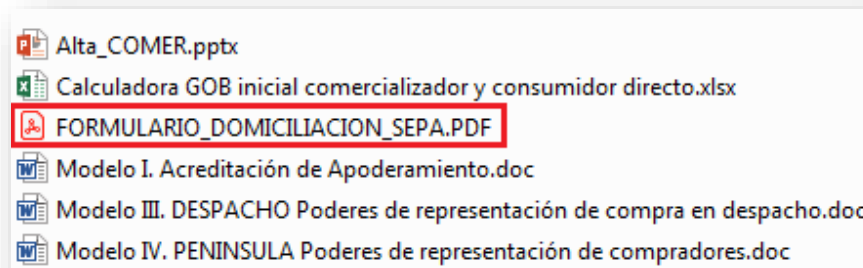 Alta_COMER.pptx
Calculadora GOB inicial comercializador y consumidor directo.xlsx
FORMULARIO_DOMICILIACION_SEPA.PDF
Modelo I. Acreditación de Apoderamiento.doc
Modelo III. DESPACHO Poderes de representación de compra en despacho.doc
Modelo IV. PENINSULA Poderes de representación de compradores.doc